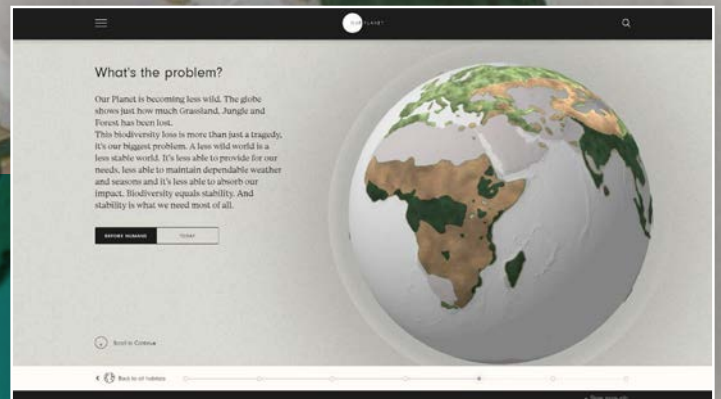 OUR PLANET
What's the problem?
Our Planet is becoming less wild. The globe
shows just how much Grassland, Jungle and
Forest has been lost.
This biodiversity loss is more than just a tragedy,
it's our biggest problem. A less wild world is a
less stable world. It's less able to provide for our
needs, less able to maintain dependable weather
and seasons and it's less able to absorb our
impact. Biodiversity equals stability. And
stability is what we need most of all.
BEFORE HUMANS TODAY
Scroll to Continue
Back to all habitats